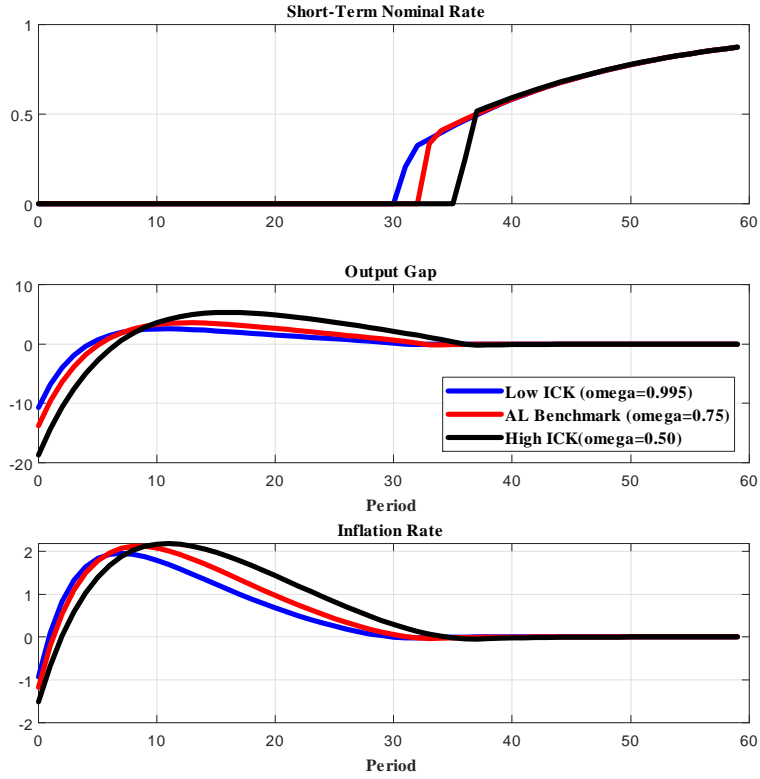 Short-Term Nominal Rate
1
0.5
0
0 10 20 30 40 50 60
Output Gap
10
0
-10
-20
Low ICK (omega=0.995)
AL Benchmark (omega=0.75)
High ICK(omega=0.50)
0 10 20 30 40 50 60
Period
Inflation Rate
2
1
0
-1
-2
0 10 20 30 40 50 60
Period